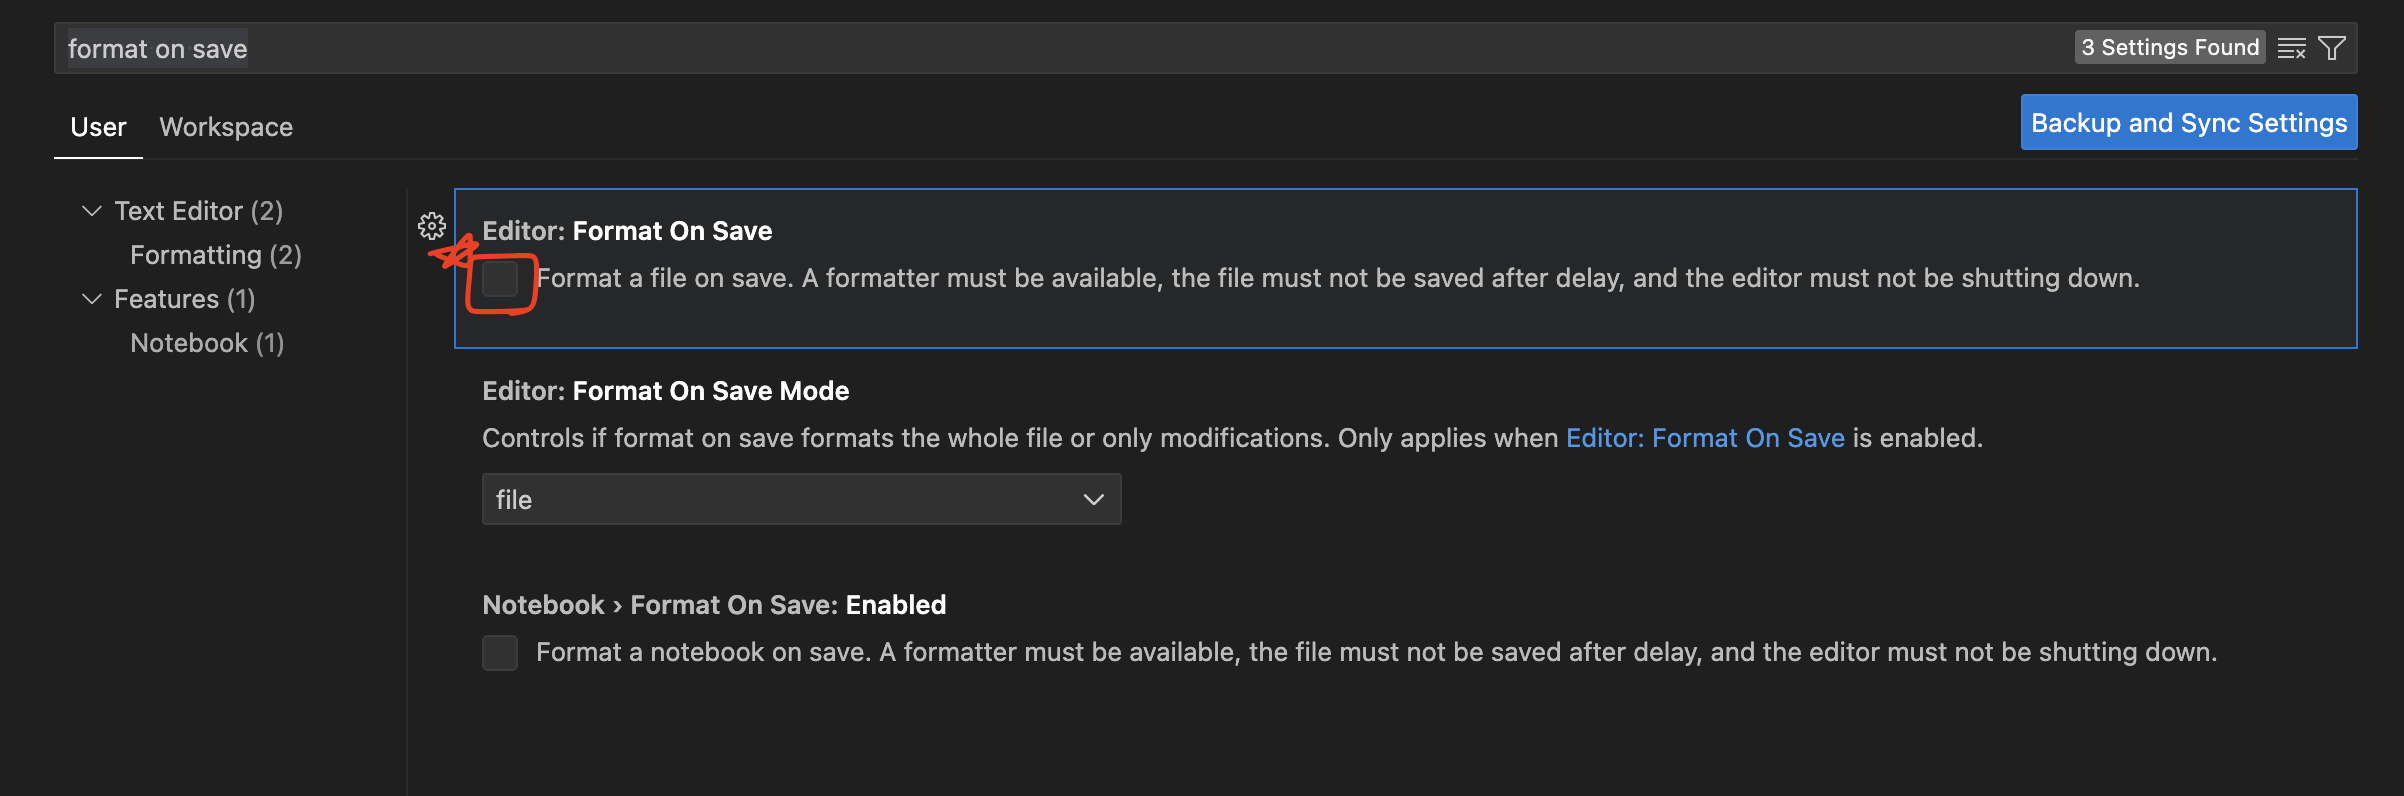 format on save
3 Settings Found
User
Workspace
Backup and Sync Settings
Text Editor (2)
Formatting (2)
Features (1)
Notebook (1)
Editor: Format On Save
Format a file on save. A formatter must be available, the file must not be saved after delay, and the editor must not be shutting down.
Editor: Format On Save Mode
Controls if format on save formats the whole file or only modifications. Only applies when Editor: Format On Save is enabled.
file
Notebook › Format On Save: Enabled
Format a notebook on save. A formatter must be available, the file must not be saved after delay, and the editor must not be shutting down.